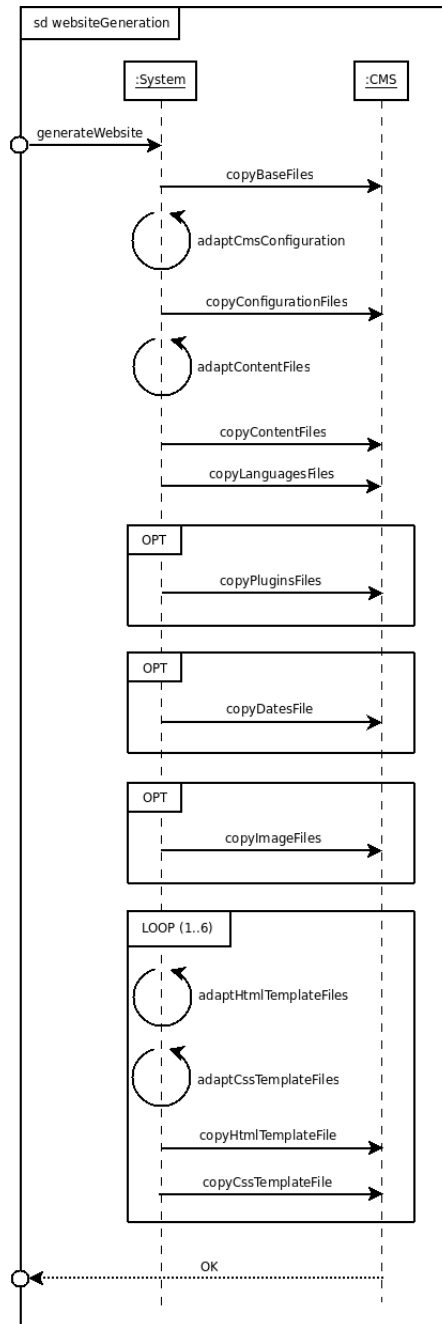 sd websiteGeneration
:System
:CMS
generateWebsite
copyBaseFiles
adaptCmsConfiguration
copyConfigurationFiles
adaptContentFiles
copyContentFiles
copyLanguagesFiles
OPT
copyPluginsFiles
OPT
copyDatesFile
OPT
copyImageFiles
LOOP (1..6)
adaptHtmlTemplateFiles
adaptCssTemplateFiles
copyHtmlTemplateFile
copyCssTemplateFile
OK